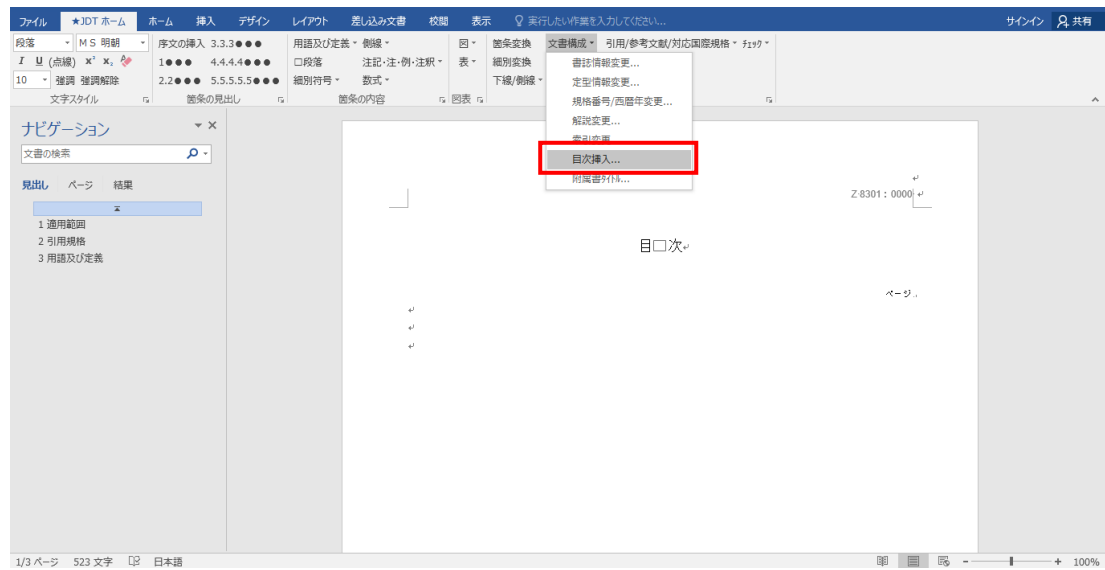 ファイル ★JDT ホーム ホーム 挿入 デザイン レイアウト 差し込み文書 校閲 表示 実行したい作業を入力してください... サインイン 共有
段落 ＭＳ 明朝 序文の挿入 3.3.3●●● 用語及び定義 側線 図 箇条変換 文書構成 引用/参考文献/対応国際規格 ﾁｪｯｸ
I U (点線) x² x₂ 1●●● 4.4.4.4●●● 口段落 注記･注･例･注釈 表 細別変換 書誌情報変更...
10 強調 強調解除 2.2●●● 5.5.5.5.5●●● 細別符号 数式 下線/側線 定型情報変更...
文字スタイル 箇条の見出し 箇条の内容 図表 規格番号/西暦年変更...
解説変更...
索引変更
目次挿入...
附属書ﾀｲﾄﾙ...
ナビゲーション
文書の検索
見出し ページ 結果
1 適用範囲
2 引用規格
3 用語及び定義
Z 8301：0000
目□次
ページ
1/3 ページ 523 文字 日本語 100%